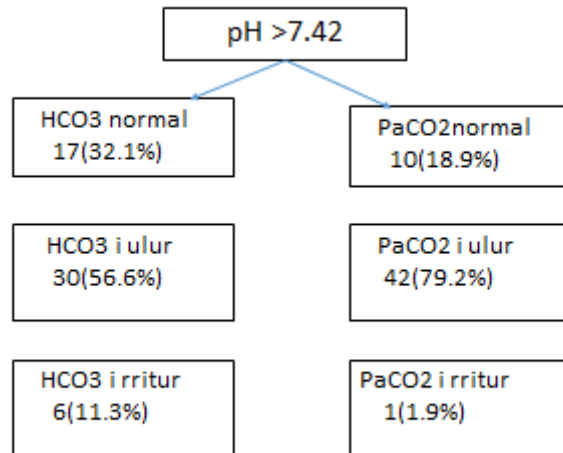 pH >7.42
HCO3 normal
17(32.1%)
PaCO2normal
10(18.9%)
HCO3 i ulur
30(56.6%)
PaCO2 i ulur
42(79.2%)
HCO3 i rritur
6(11.3%)
PaCO2 i rritur
1(1.9%)